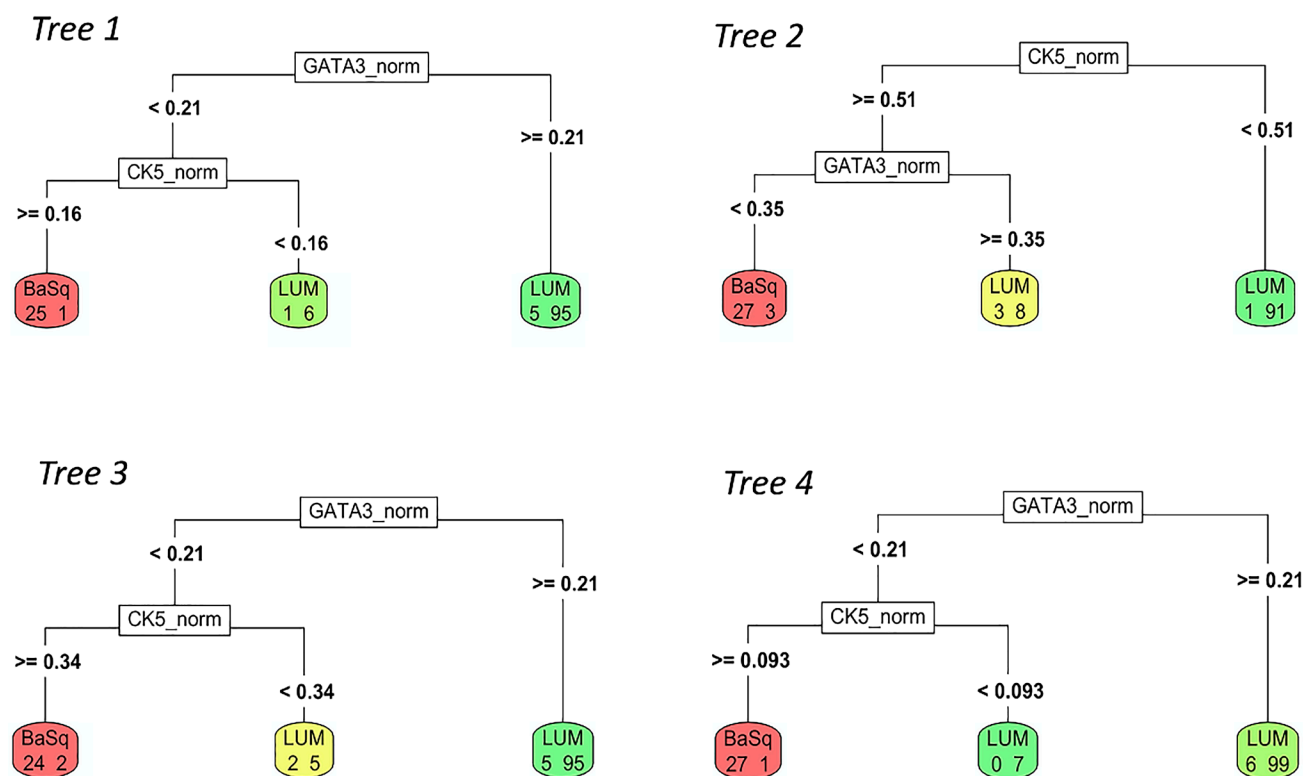 Tree 1
GATA3_norm
< 0.21
>= 0.21
CK5_norm
>= 0.16
< 0.16
BaSq
25 1
LUM
1 6
LUM
5 95
Tree 2
CK5_norm
>= 0.51
< 0.51
GATA3_norm
< 0.35
>= 0.35
BaSq
27 3
LUM
3 8
LUM
1 91
Tree 3
GATA3_norm
< 0.21
>= 0.21
CK5_norm
>= 0.34
< 0.34
BaSq
24 2
LUM
2 5
LUM
5 95
Tree 4
GATA3_norm
< 0.21
>= 0.21
CK5_norm
>= 0.093
< 0.093
BaSq
27 1
LUM
0 7
LUM
6 99